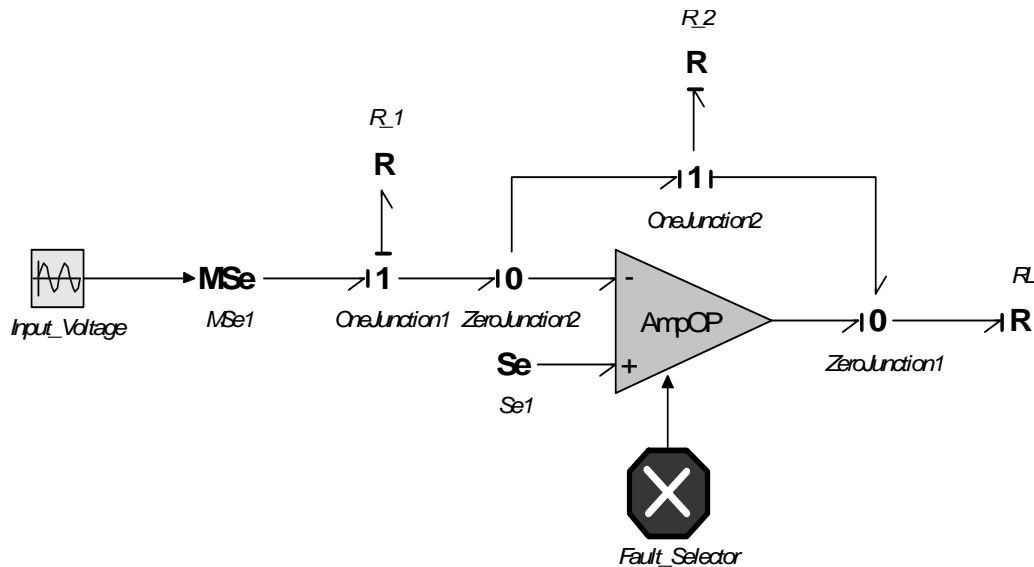 R_2
R
R_1
R
1
OneJunction2
Input_Voltage
MSe
MSe1
1
OneJunction1
0
ZeroJunction2
-
AmpOP
+
Se
Se1
0
ZeroJunction1
RL
R
Fault_Selector